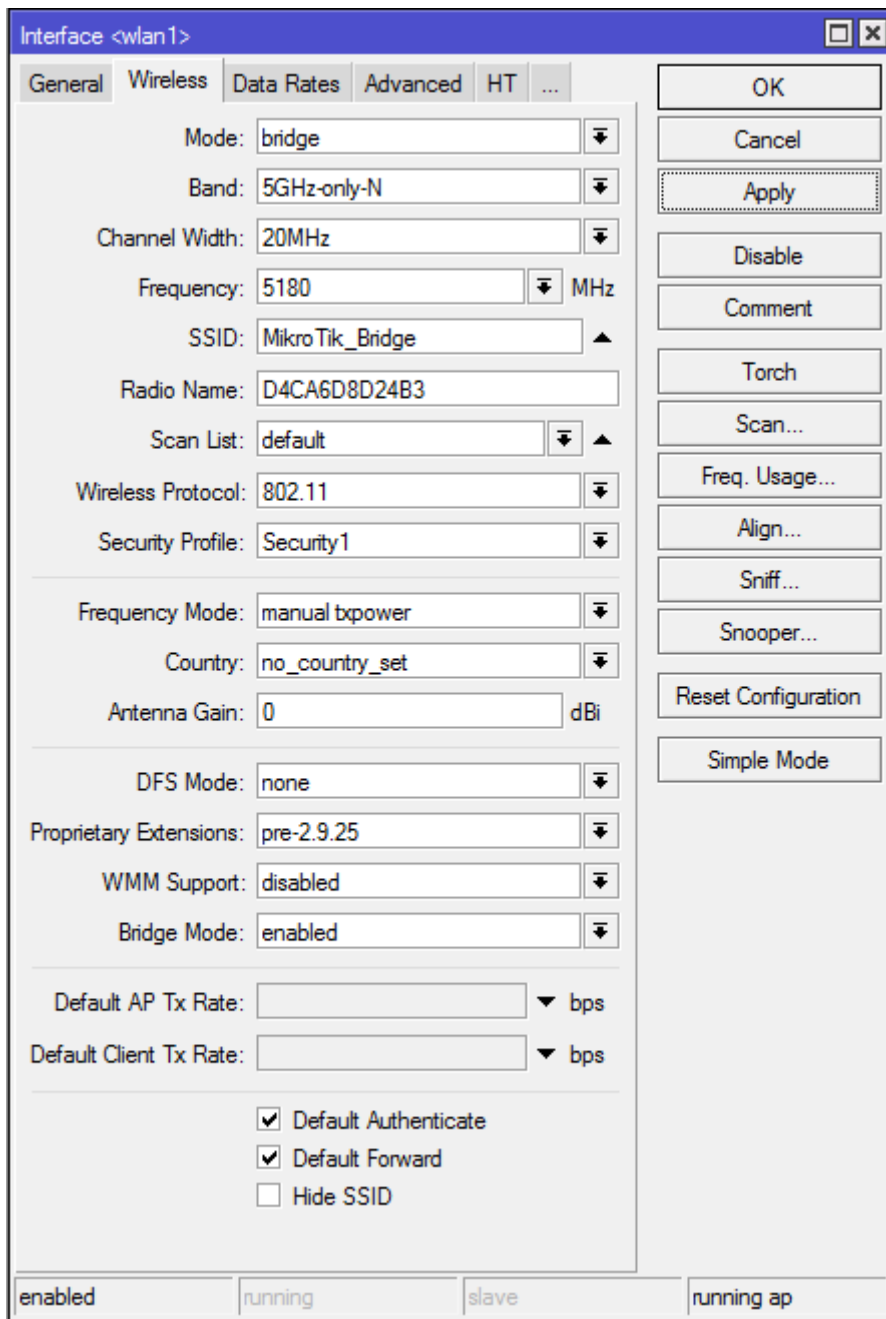 Interface <wlan1>
General Wireless Data Rates Advanced HT ...
Mode: bridge
Band: 5GHz-only-N
Channel Width: 20MHz
Frequency: 5180 MHz
SSID: MikroTik_Bridge
Radio Name: D4CA6D8D24B3
Scan List: default
Wireless Protocol: 802.11
Security Profile: Security1
Frequency Mode: manual txpower
Country: no_country_set
Antenna Gain: 0 dBi
DFS Mode: none
Proprietary Extensions: pre-2.9.25
WMM Support: disabled
Bridge Mode: enabled
Default AP Tx Rate: bps
Default Client Tx Rate: bps
Default Authenticate
Default Forward
Hide SSID
OK
Cancel
Apply
Disable
Comment
Torch
Scan...
Freq. Usage...
Align...
Sniff...
Snooper...
Reset Configuration
Simple Mode
enabled running slave running ap